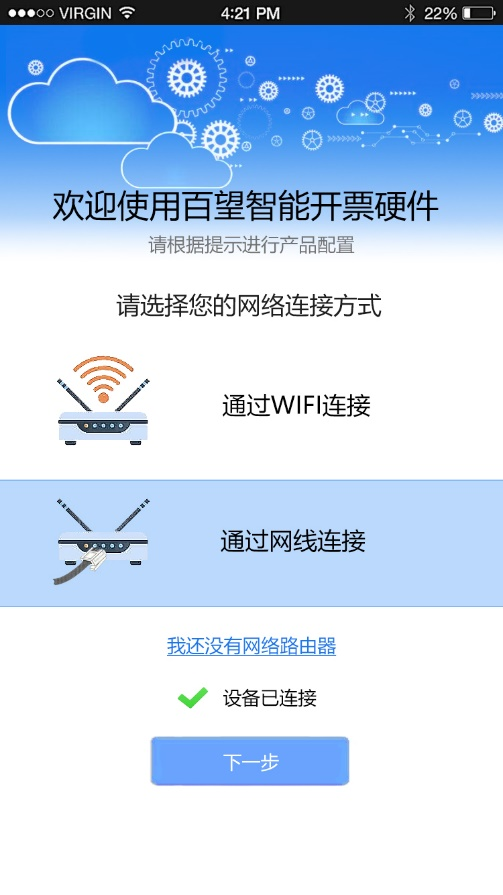 VIRGIN 4:21 PM 22%
欢迎使用百望智能开票硬件
请根据提示进行产品配置
请选择您的网络连接方式
通过WIFI连接
通过网线连接
我还没有网络路由器
设备已连接
下一步